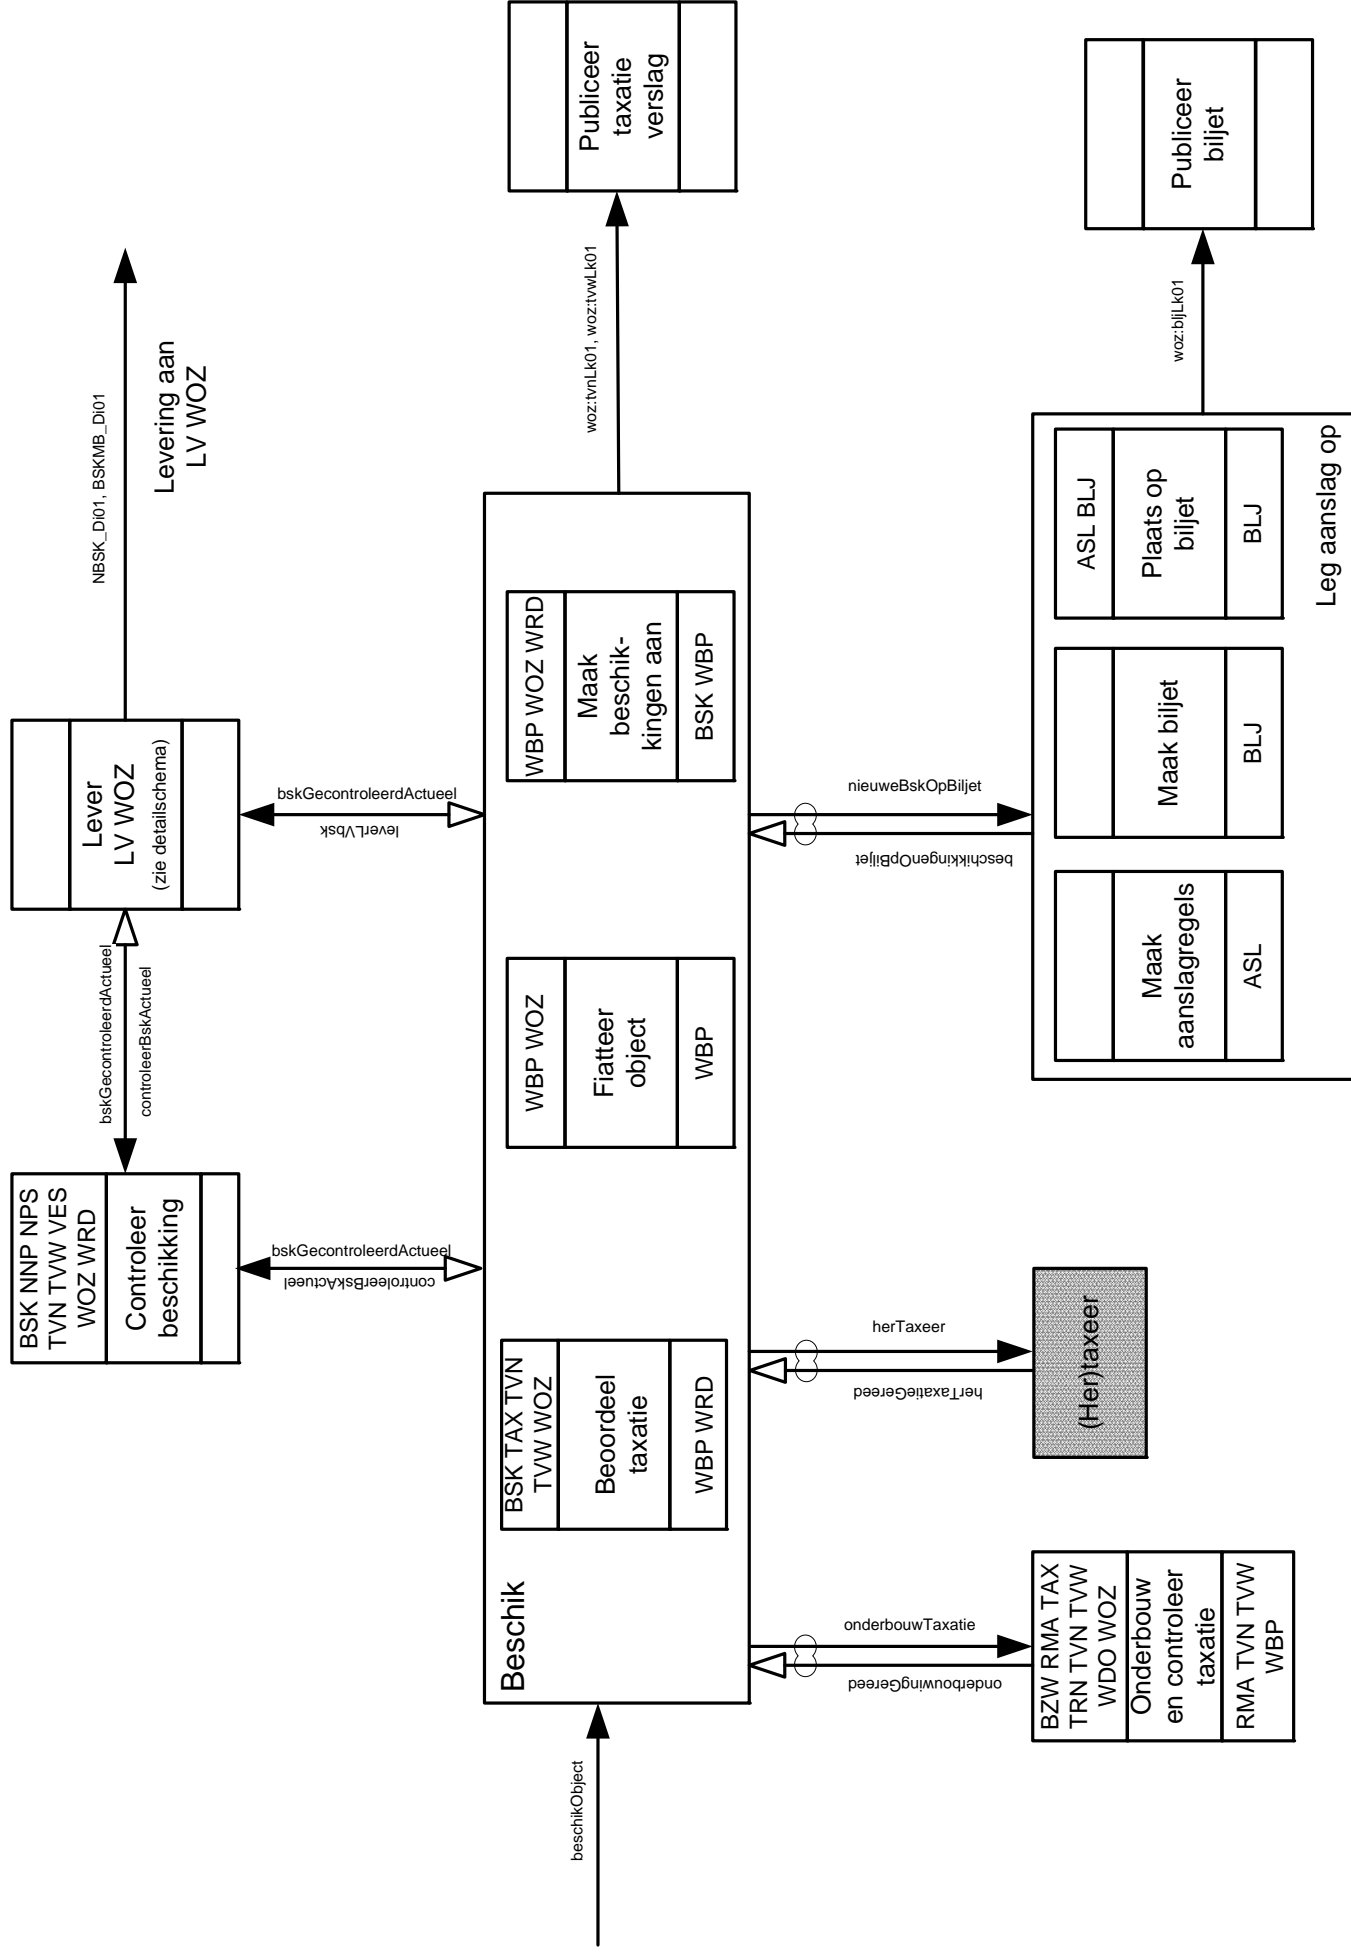 BSK NNP NPS
TVN TVW VES
WOZ WRD
Controleer
beschikking
bskGecontroleerdActueel
controleerBskActueel
Lever
LV WOZ
(zie detailschema)
NBSK_Di01, BSKMB_Di01
Levering aan
LV WOZ
bskGecontroleerdActueel
controleerBskActueel
bskGecontroleerdActueel
leverLVbsk
beschikObject
Beschik
BSK TAX TVN
TVW WOZ
Beoordeel
taxatie
WBP WRD
WBP WOZ
Fiatteer
object
WBP
WBP WOZ WRD
Maak
beschik-
kingen aan
BSK WBP
woz:tvnLk01, woz:tvwLk01
Publiceer
taxatie
verslag
onderbouwTaxatie
onderbouwingGereed
herTaxeer
herTaxatieGereed
nieuweBskOpBiljet
beschikkingenOpBiljet
BZW RMA TAX
TRN TVN TVW
WDO WOZ
Onderbouw
en controleer
taxatie
RMA TVN TVW
WBP
(Her)taxeer
Maak
aanslagregels
ASL
Maak biljet
BLJ
ASL BLJ
Plaats op
biljet
BLJ
Leg aanslag op
woz:bljLk01
Publiceer
biljet